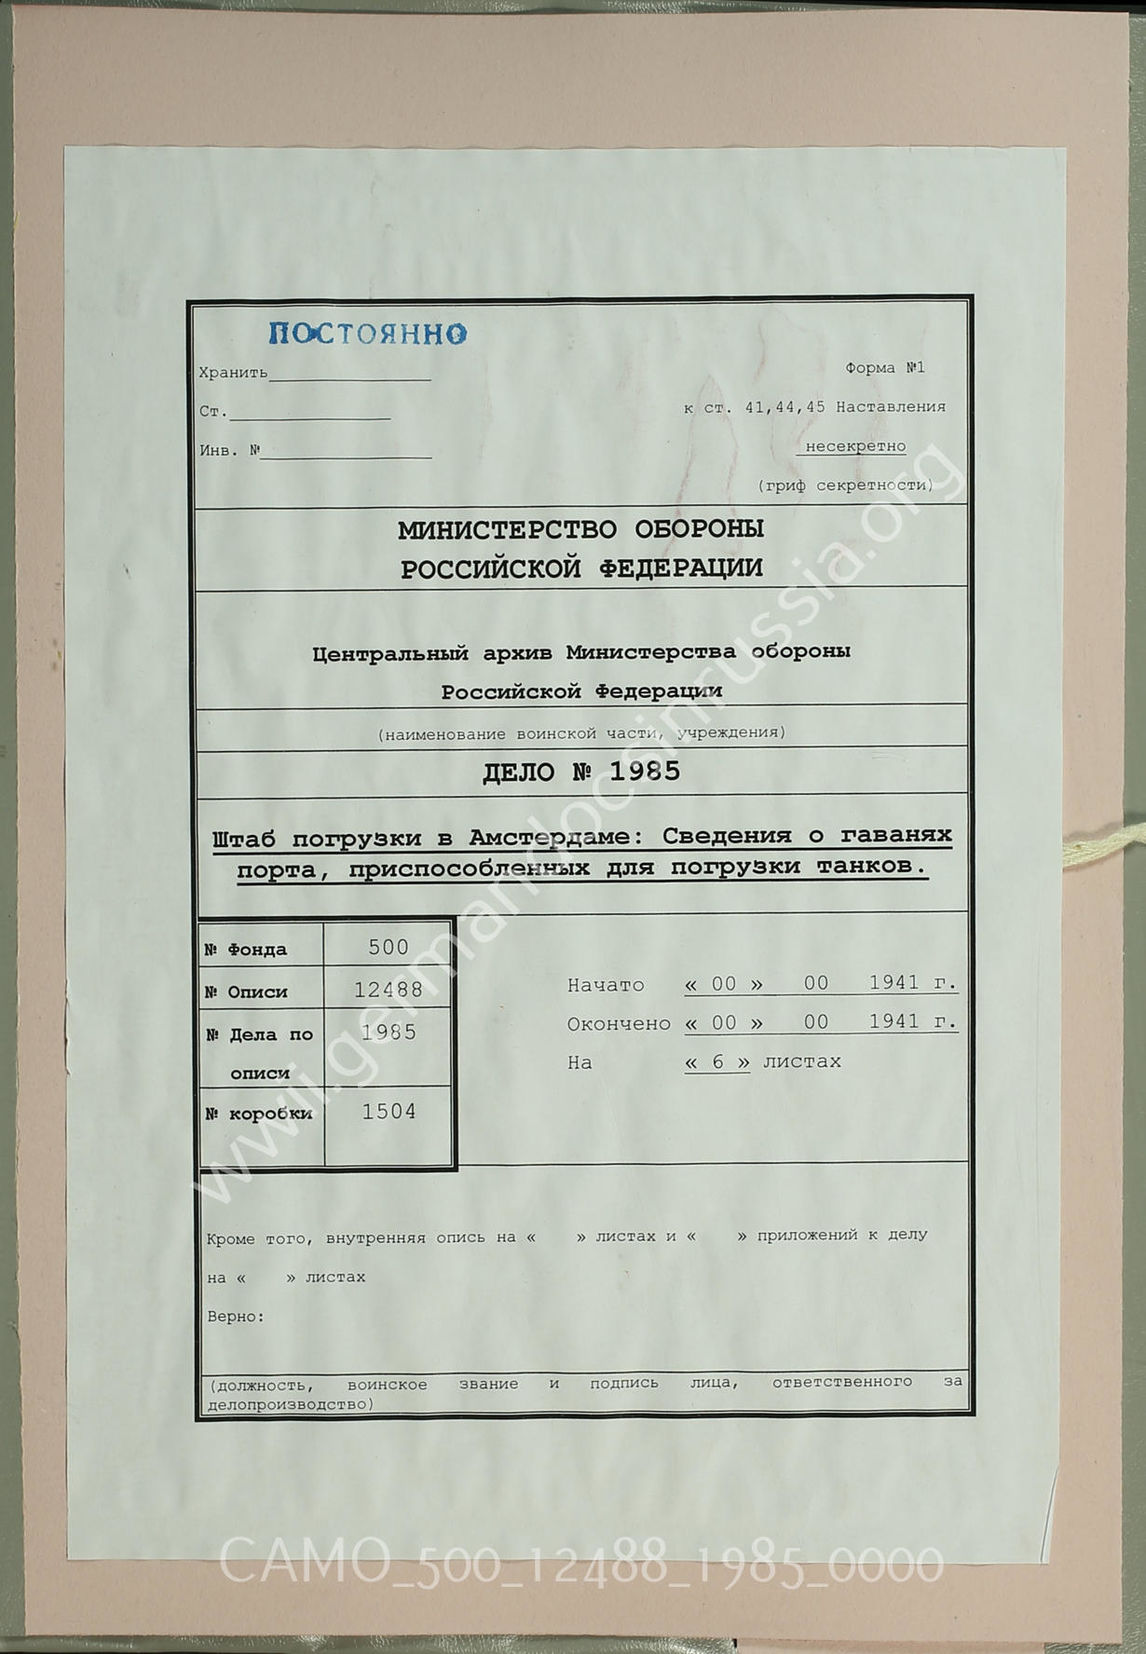 ПОСТОЯННО
Хранить
Форма №1
Ст.
к ст. 41,44,45 Наставления
Инв. №
несекретно
(гриф секретности)
МИНИСТЕРСТВО ОБОРОНЫ
РОССИЙСКОЙ ФЕДЕРАЦИИ
Центральный архив Министерства обороны
Российской Федерации
(наименование воинской части, учреждения)
ДЕЛО № 1985
Штаб погрузки в Амстердаме: Сведения о гаванях
порта, приспособленных для погрузки танков.
№ Фонда 500
№ Описи 12488
№ Дела по 1985
описи
№ коробки 1504
Начато « 00 » 00 1941 г.
Окончено « 00 » 00 1941 г.
На « 6 » листах
Кроме того, внутренняя опись на « » листах и « » приложений к делу
на « » листах
Верно:
(должность, воинское звание и подпись лица, ответственного за
делопроизводство)
www.germandocsinrussia.org
CAMO_500_12488_1985_0000